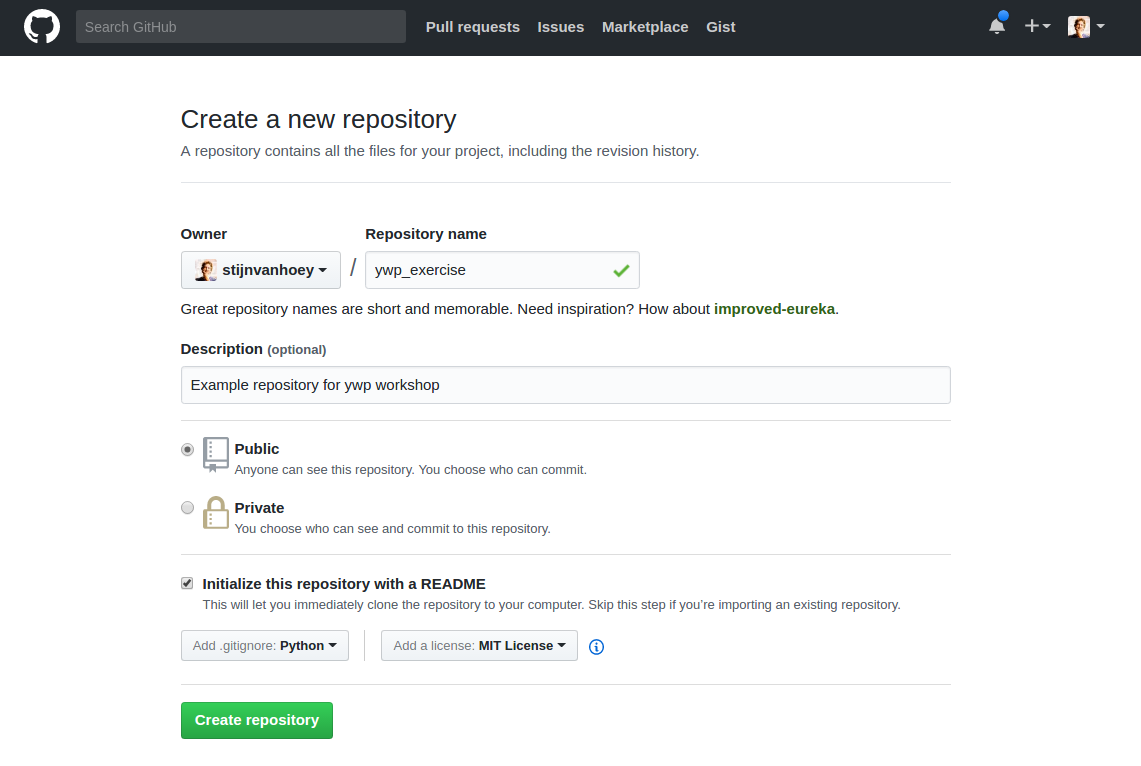 Search GitHub Pull requests Issues Marketplace Gist
Create a new repository
A repository contains all the files for your project, including the revision history.
Owner Repository name
stijnvanhoey / ywp_exercise
Great repository names are short and memorable. Need inspiration? How about improved-eureka.
Description (optional)
Example repository for ywp workshop
Public
Anyone can see this repository. You choose who can commit.
Private
You choose who can see and commit to this repository.
Initialize this repository with a README
This will let you immediately clone the repository to your computer. Skip this step if you’re importing an existing repository.
Add .gitignore: Python Add a license: MIT License
Create repository